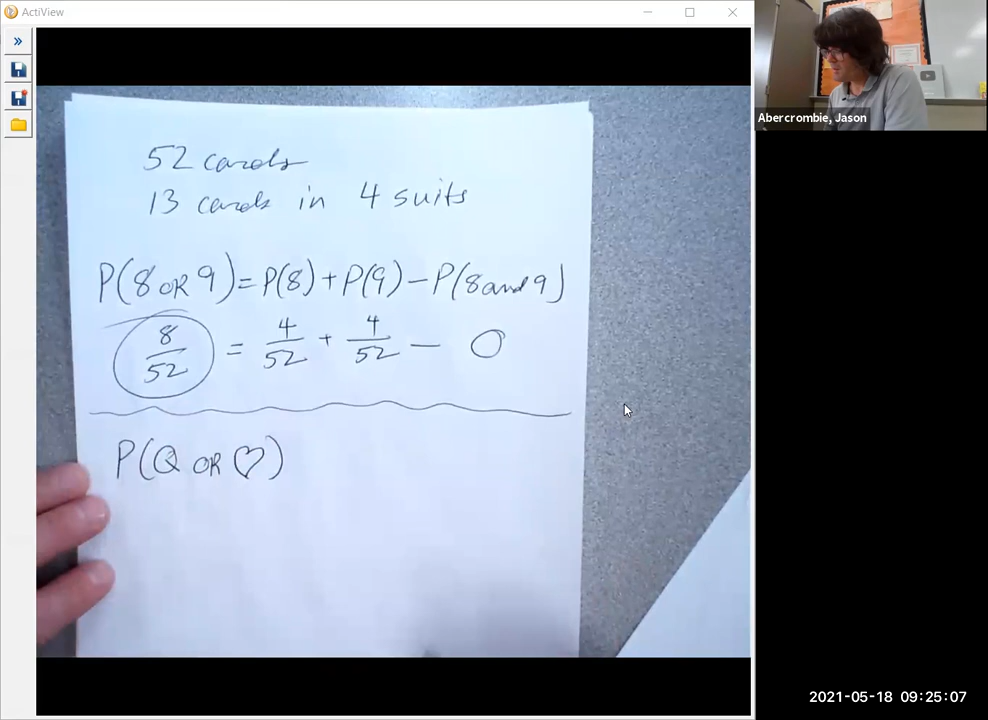 ActiView
52 cards
13 cards in 4 suits
P(8 OR 9) = P(8) + P(9) - P(8 and 9)
8/52 = 4/52 + 4/52 - 0
P(Q OR ♡)
Abercrombie, Jason
2021-05-18 09:25:07